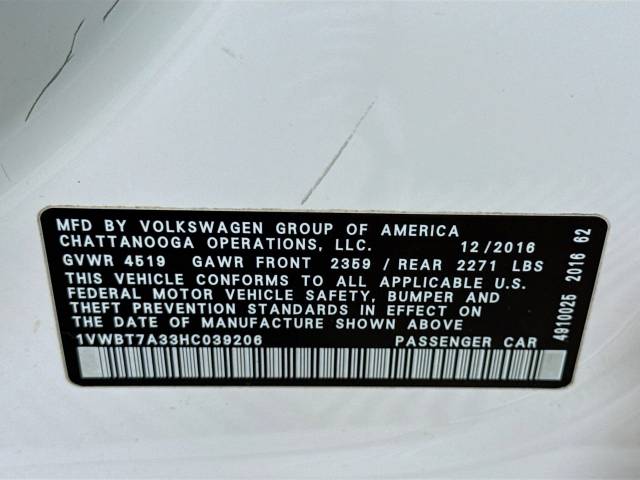 MFD BY VOLKSWAGEN GROUP OF AMERICA
CHATTANOOGA OPERATIONS, LLC. 12/2016
GVWR 4519 GAWR FRONT 2359 / REAR 2271 LBS
THIS VEHICLE CONFORMS TO ALL APPLICABLE U.S.
FEDERAL MOTOR VEHICLE SAFETY, BUMPER AND
THEFT PREVENTION STANDARDS IN EFFECT ON
THE DATE OF MANUFACTURE SHOWN ABOVE
1VWBT7A33HC039206 PASSENGER CAR
4910025 2016 62